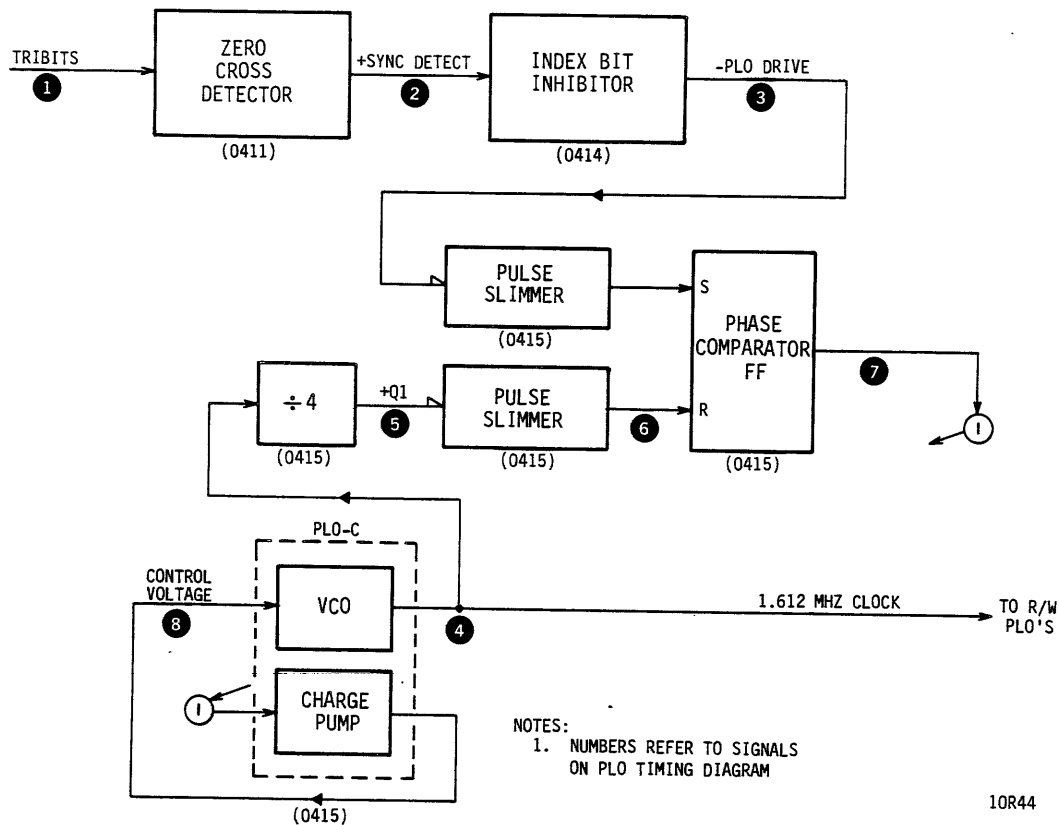 TRIBITS
1
ZERO
CROSS
DETECTOR
(0411)
+SYNC DETECT
2
INDEX BIT
INHIBITOR
(0414)
-PLO DRIVE
3
PULSE
SLIMMER
(0415)
S
PHASE
COMPARATOR
FF
R
(0415)
7
I
÷4
(0415)
+Q1
5
PULSE
SLIMMER
(0415)
6
PLO-C
CONTROL
VOLTAGE
8
VCO
4
1.612 MHZ CLOCK
TO R/W
PLO'S
I
CHARGE
PUMP
(0415)
NOTES:
1. NUMBERS REFER TO SIGNALS
ON PLO TIMING DIAGRAM
10R44